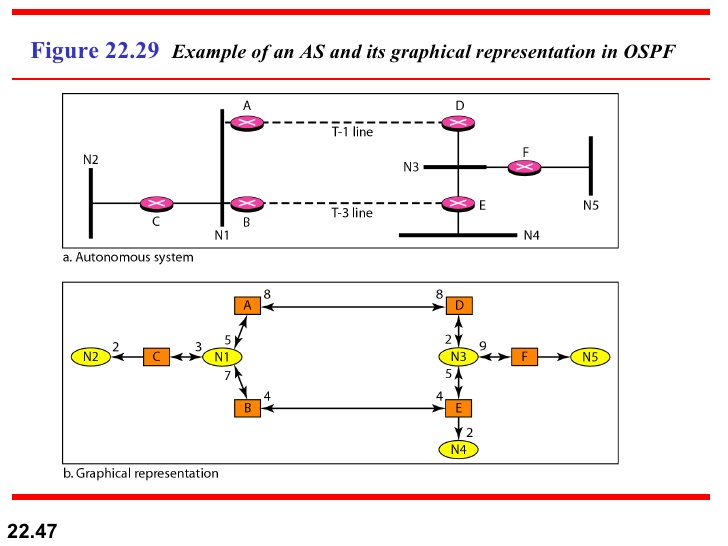 Figure 22.29 Example of an AS and its graphical representation in OSPF
A D
T-1 line
N2 N3 F
C B T-3 line E N5
N1 N4
a. Autonomous system
8 8
A D
N2 2 C 3 N1 5 2 N3 9 F N5
7 5
B 4 4 E
2
N4
b. Graphical representation
22.47